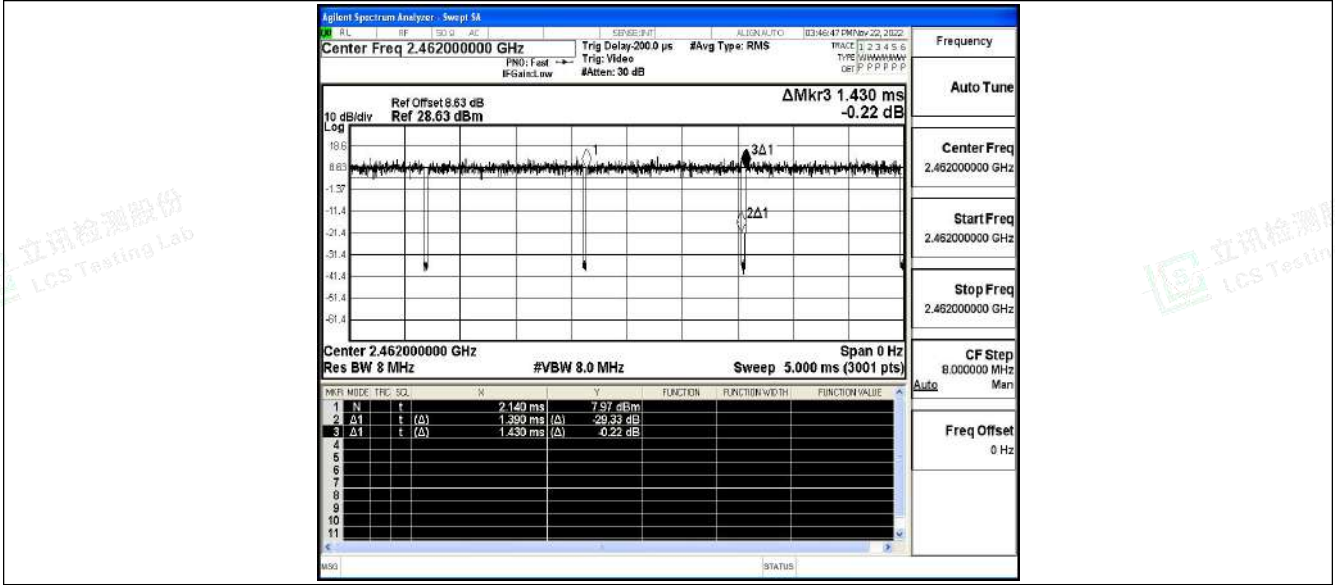 Agilent Spectrum Analyzer - Swept SA
RL RF 50 Ω AC SENSE:INT ALIGN AUTO 03:46:47 PM Nov 22, 2022
Center Freq 2.462000000 GHz
PNO: Fast
IFGain:Low
Trig Delay-200.0 µs
Trig: Video
#Atten: 30 dB
#Avg Type: RMS
TRACE 1 2 3 4 5 6
TYPE
DET P P P P P P
Ref Offset 8.63 dB
Ref 28.63 dBm
10 dB/div
Log
ΔMkr3 1.430 ms
-0.22 dB
18.6
8.63
-1.37
-11.4
-21.4
-31.4
-41.4
-51.4
-61.4
1
3Δ1
2Δ1
Center 2.462000000 GHz
Span 0 Hz
Res BW 8 MHz
#VBW 8.0 MHz
Sweep 5.000 ms (3001 pts)
MKR MODE TRC SCL X Y FUNCTION FUNCTION WIDTH FUNCTION VALUE
1 N t 2.140 ms 7.97 dBm
2 Δ1 t (Δ) 1.390 ms (Δ) -29.33 dB
3 Δ1 t (Δ) 1.430 ms (Δ) -0.22 dB
4
5
6
7
8
9
10
11
MSG STATUS
Frequency
Auto Tune
Center Freq
2.462000000 GHz
Start Freq
2.462000000 GHz
Stop Freq
2.462000000 GHz
CF Step
8.000000 MHz
Auto Man
Freq Offset
0 Hz
立讯检测股份
LCS Testing Lab
立讯检测
LCS Testin